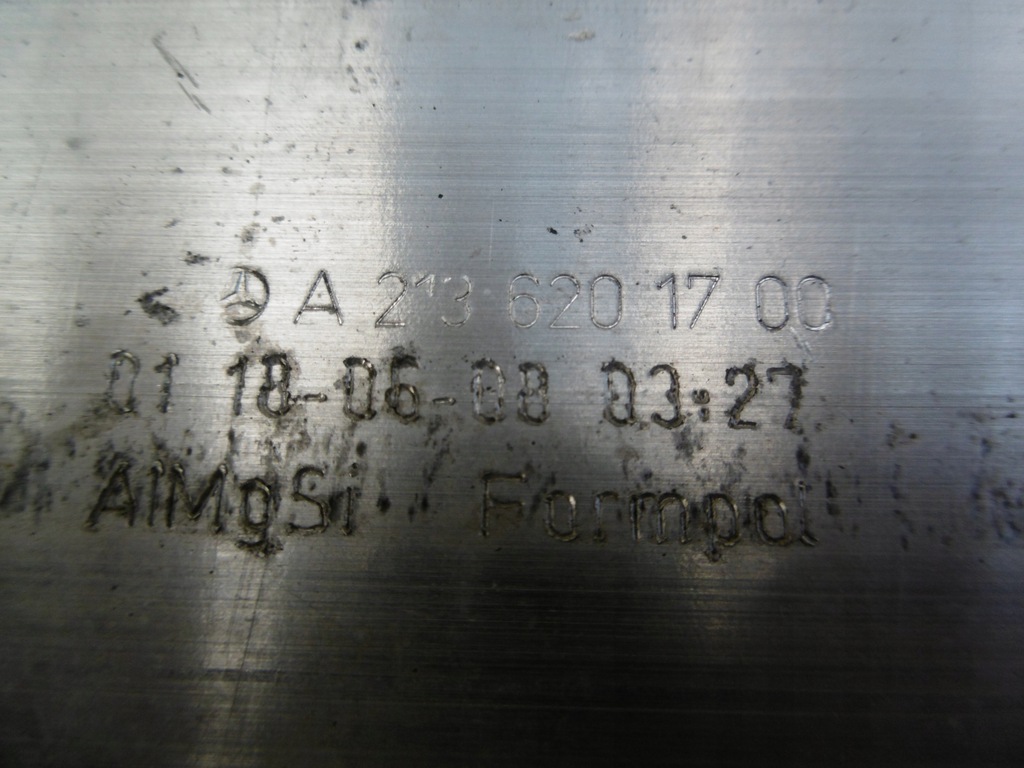 A 213 620 17 00
01 18-06-08 03:27
AlMgSi Formpol